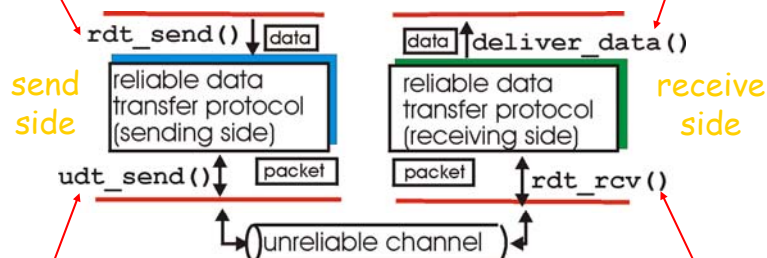 rdt_send()
data
data
deliver_data()
send
side
reliable data
transfer protocol
(sending side)
reliable data
transfer protocol
(receiving side)
receive
side
udt_send()
packet
packet
rdt_rcv()
unreliable channel